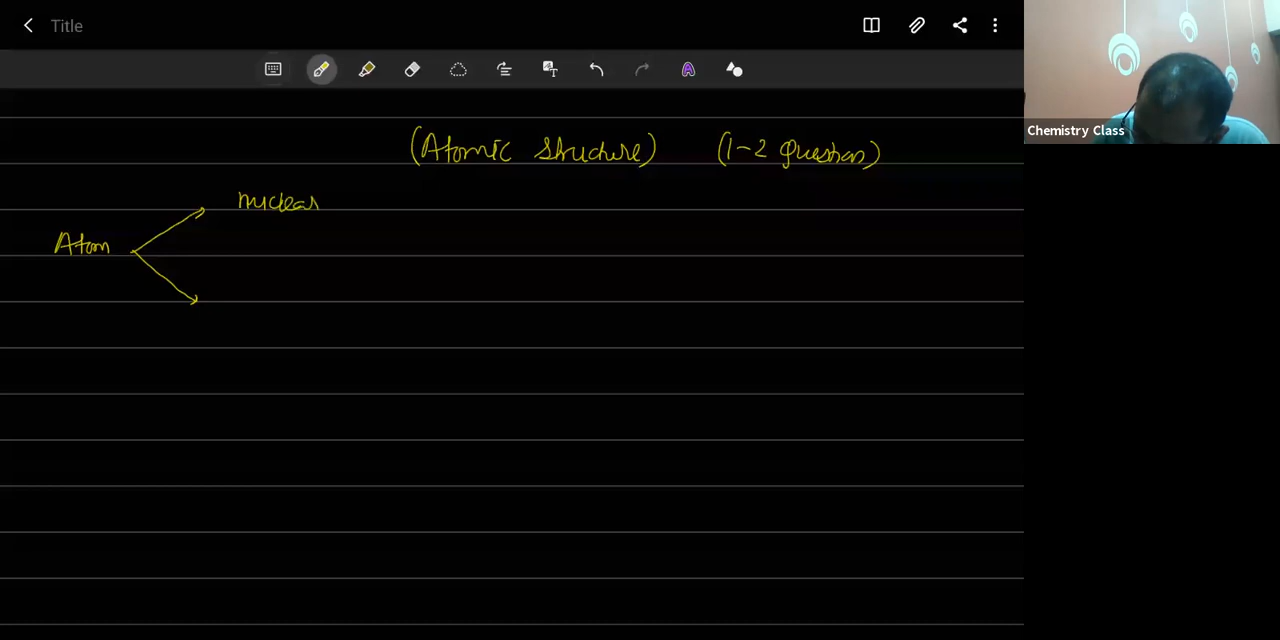 Title
Chemistry Class
(Atomic structure) (1-2 question)
nuclear
Atom